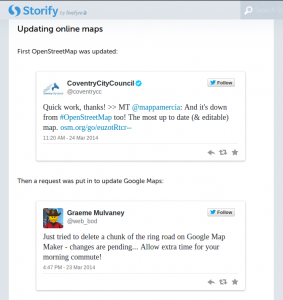 Storify by livefyre
Search
Updating online maps
First OpenStreetMap was updated:
CoventryCityCouncil
@coventrycc
Follow
Quick work, thanks! >> MT @mappamercia: And it's down
from #OpenStreetMap too! The most up to date (& editable)
map. osm.org/go/euzotRtcr--
11:20 AM - 24 Mar 2014
Then a request was put in to update Google Maps:
Graeme Mulvaney
@web_bod
Follow
Just tried to delete a chunk of the ring road on Google Map
Maker - changes are pending... Allow extra time for your
morning commute!
4:47 PM - 23 Mar 2014